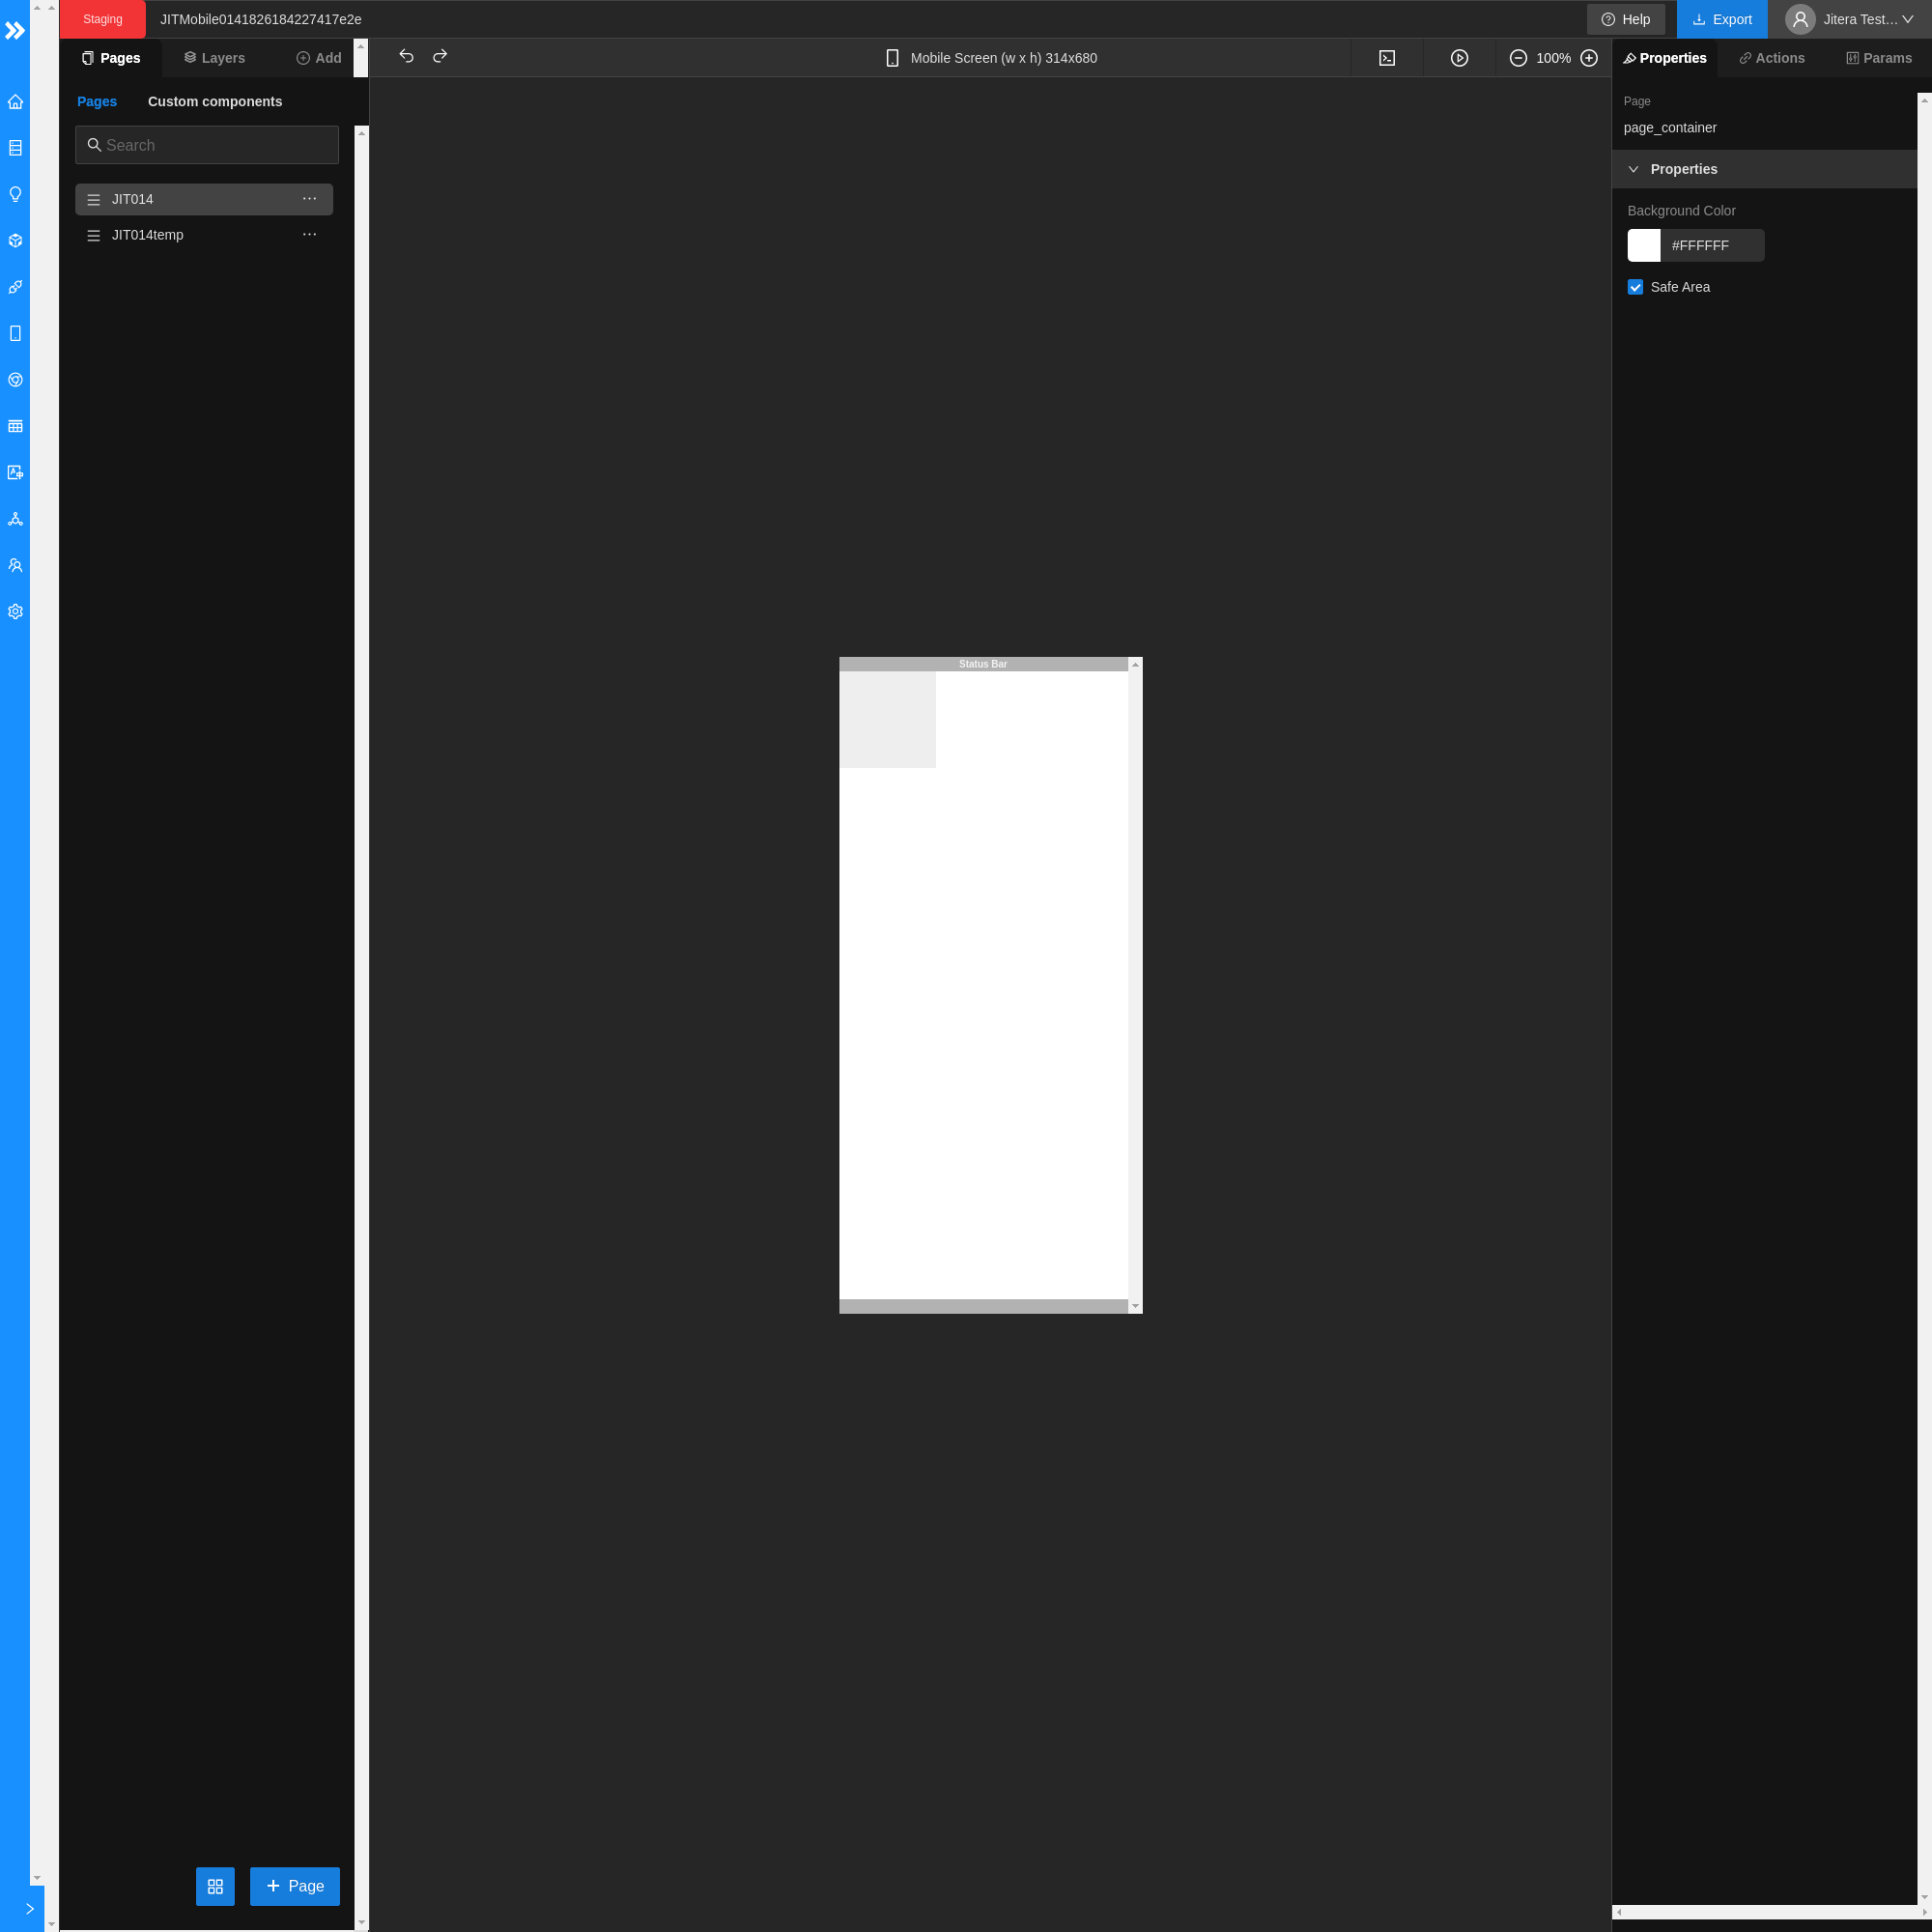 Staging
JITMobile0141826184227417e2e
Help
Export
Jitera Test...
Pages
Layers
Add
Mobile Screen (w x h) 314x680
100%
Properties
Actions
Params
Pages
Custom components
Search
JIT014
JIT014temp
Page
page_container
Properties
Background Color
#FFFFFF
Safe Area
Status Bar
Page